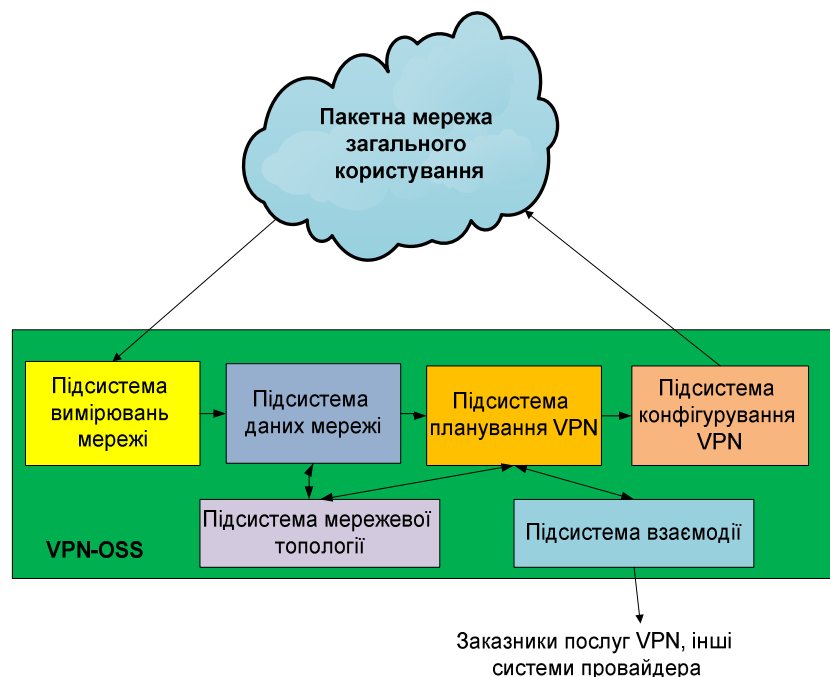 Пакетна мережа
загального
користування
Підсистема
вимірювань
мережі
Підсистема
даних мережі
Підсистема
планування VPN
Підсистема
конфігурування
VPN
Підсистема мережевої
топології
Підсистема взаємодії
VPN-OSS
Заказники послуг VPN, інші
системи провайдера